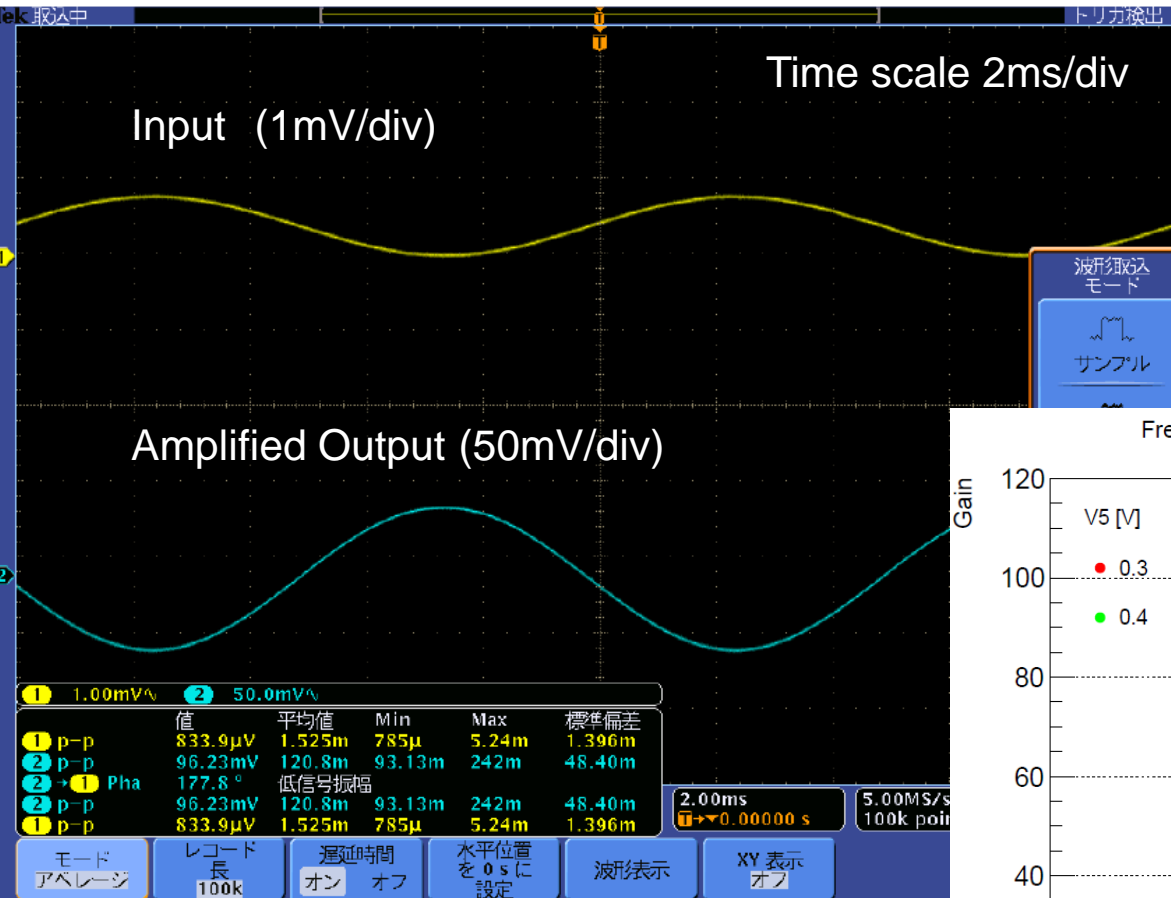 Tek 取込中
トリガ検出
Time scale 2ms/div
Input (1mV/div)
Amplified Output (50mV/div)
1
2
波形取込
モード
サンプル
1 1.00mV 2 50.0mV
値 平均値 Min Max 標準偏差
1 p-p 833.9µV 1.525m 785µ 5.24m 1.396m
2 p-p 96.23mV 120.8m 93.13m 242m 48.40m
2→1 Pha 177.8° 低信号振幅
2 p-p 96.23mV 120.8m 93.13m 242m 48.40m
1 p-p 833.9µV 1.525m 785µ 5.24m 1.396m
2.00ms
T→▼0.00000 s
5.00MS/s
100k poi
モード
アベレージ
レコード
長
100k
遅延時間
オン オフ
水平位置
を 0 s に
設定
波形表示
XY 表示
オフ
Fre
Gain
120
V5 [V]
0.3
100
0.4
80
60
40